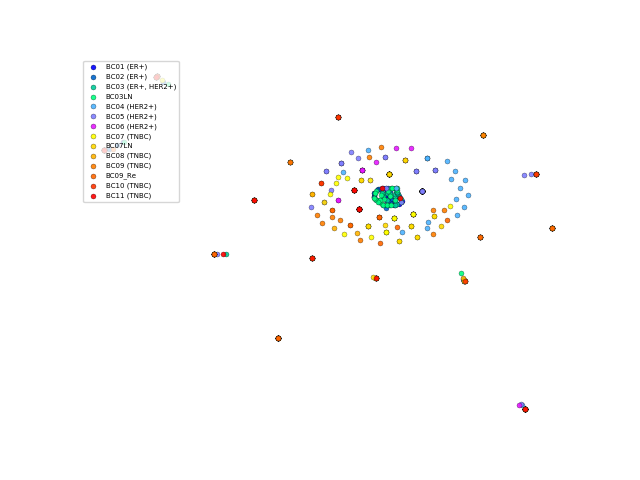 BC01 (ER+)
BC02 (ER+)
BC03 (ER+, HER2+)
BC03LN
BC04 (HER2+)
BC05 (HER2+)
BC06 (HER2+)
BC07 (TNBC)
BC07LN
BC08 (TNBC)
BC09 (TNBC)
BC09_Re
BC10 (TNBC)
BC11 (TNBC)